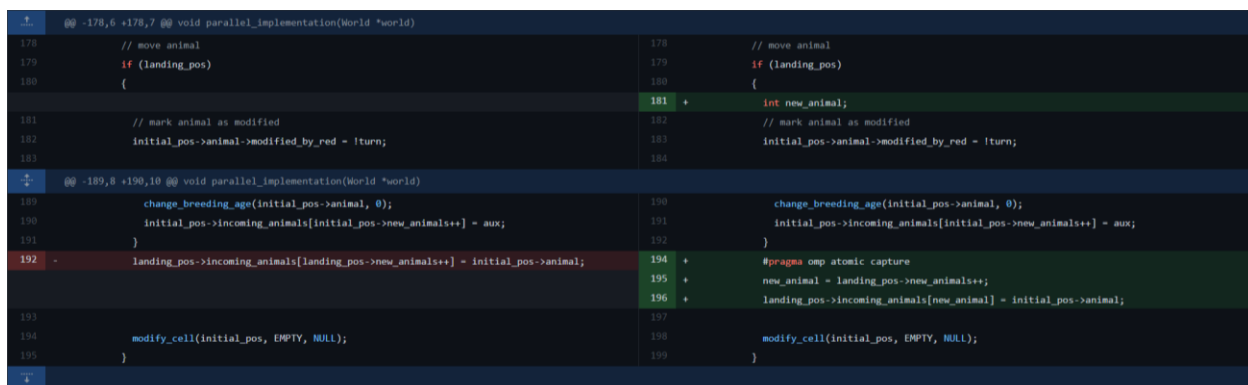 @@ -178,6 +178,7 @@ void parallel_implementation(World *world)
178 // move animal 178 // move animal
179 if (landing_pos) 179 if (landing_pos)
180 { 180 {
181 + int new_animal;
181 // mark animal as modified 182 // mark animal as modified
182 initial_pos->animal->modified_by_red = !turn; 183 initial_pos->animal->modified_by_red = !turn;
183 184
@@ -189,8 +190,10 @@ void parallel_implementation(World *world)
189 change_breeding_age(initial_pos->animal, 0); 190 change_breeding_age(initial_pos->animal, 0);
190 initial_pos->incoming_animals[initial_pos->new_animals++] = aux; 191 initial_pos->incoming_animals[initial_pos->new_animals++] = aux;
191 } 192 }
192 - landing_pos->incoming_animals[landing_pos->new_animals++] = initial_pos->animal; 194 + #pragma omp atomic capture
195 + new_animal = landing_pos->new_animals++;
196 + landing_pos->incoming_animals[new_animal] = initial_pos->animal;
193 197
194 modify_cell(initial_pos, EMPTY, NULL); 198 modify_cell(initial_pos, EMPTY, NULL);
195 } 199 }